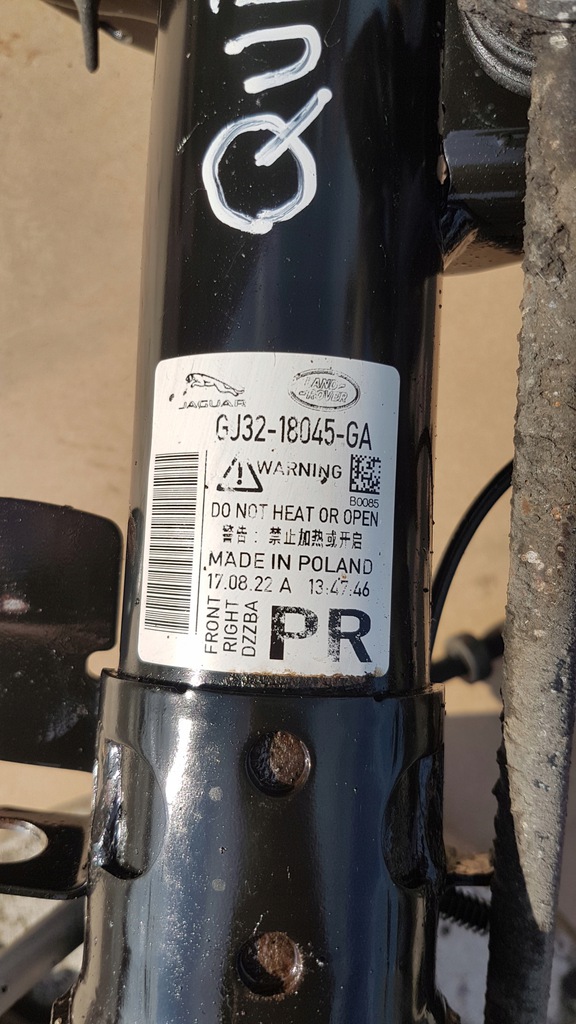 QU
JAGUAR
LAND-
ROVER
GJ32-18045-GA
WARNING
B0085
DO NOT HEAT OR OPEN
警告：禁止加热或开启
MADE IN POLAND
17.08.22 A 13:47:46
FRONT
RIGHT
DZZBA
PR